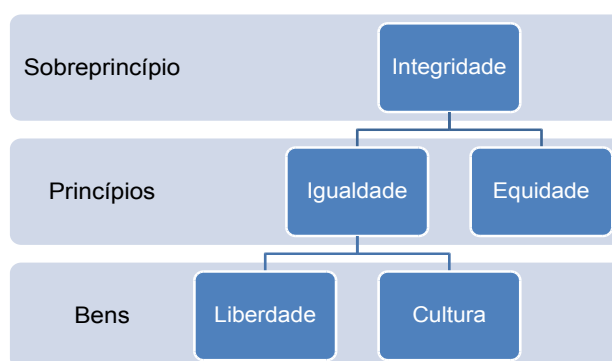 Sobreprincípio
Integridade
Princípios
Igualdade
Equidade
Bens
Liberdade
Cultura